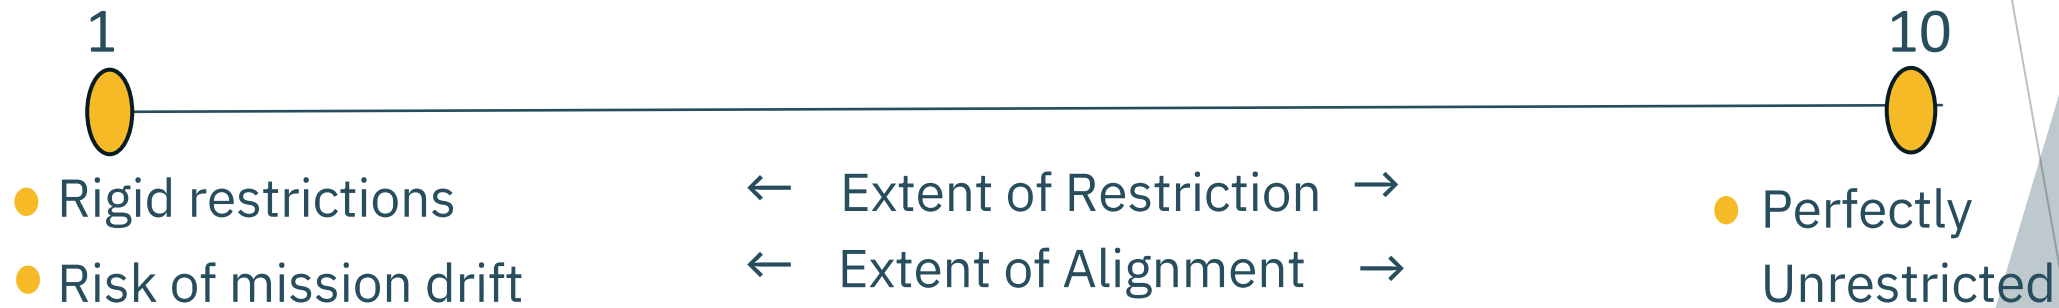 1
10
Rigid restrictions
← Extent of Restriction →
Perfectly
Unrestricted
Risk of mission drift
← Extent of Alignment →